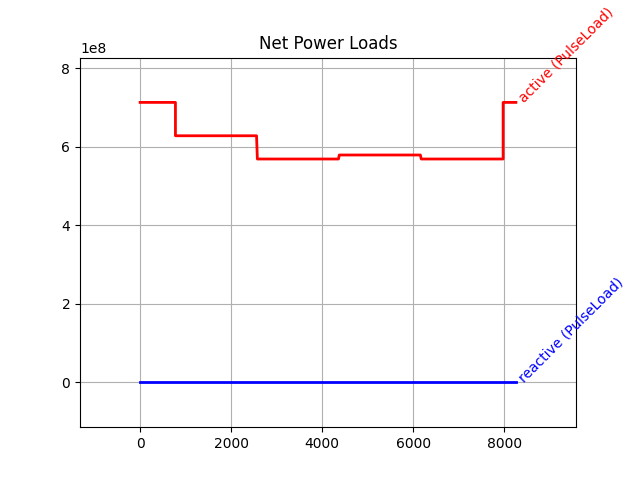 Net Power Loads
1e8
active (PulseLoad)
8
6
4
2
reactive (PulseLoad)
0
0 2000 4000 6000 8000